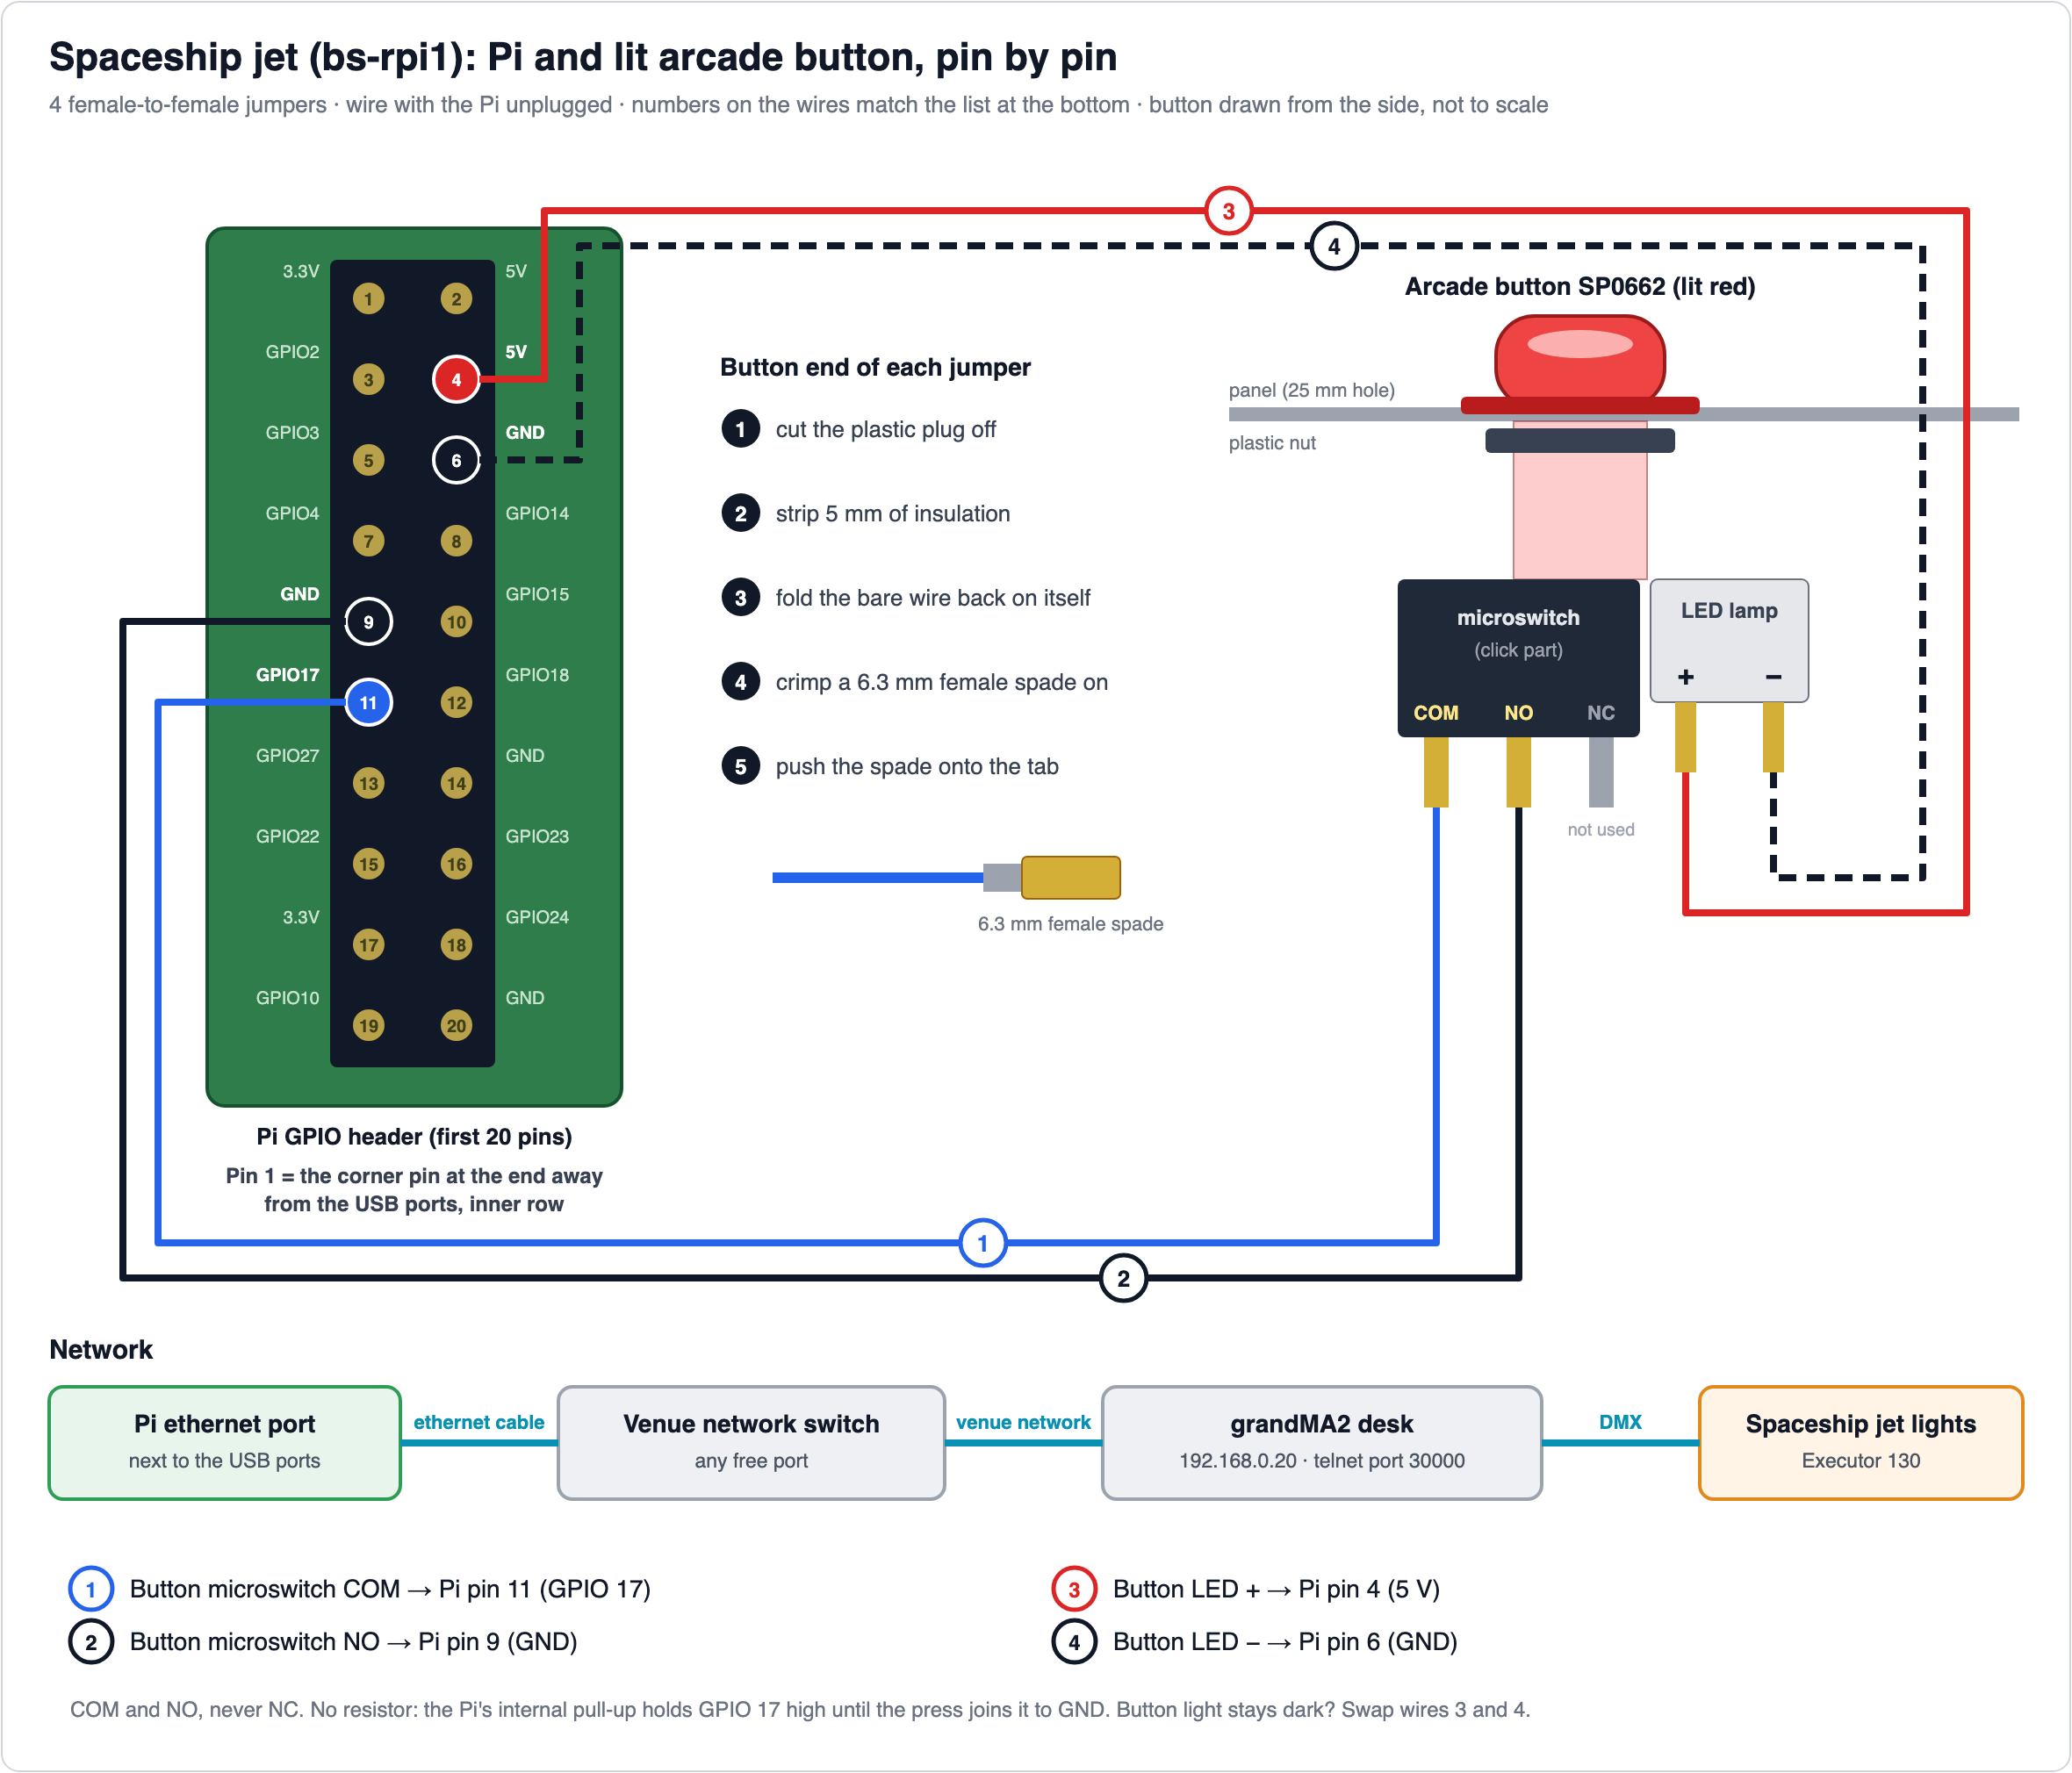 Spaceship jet (bs-rpi1): Pi and lit arcade button, pin by pin
4 female-to-female jumpers · wire with the Pi unplugged · numbers on the wires match the list at the bottom · button drawn from the side, not to scale
3
4
Arcade button SP0662 (lit red)
3.3V 1 2 5V
GPIO2 3 4 5V
GPIO3 5 6 GND
GPIO4 7 8 GPIO14
GND 9 10 GPIO15
GPIO17 11 12 GPIO18
GPIO27 13 14 GND
GPIO22 15 16 GPIO23
3.3V 17 18 GPIO24
GPIO10 19 20 GND
Pi GPIO header (first 20 pins)
Pin 1 = the corner pin at the end away
from the USB ports, inner row
Button end of each jumper
1 cut the plastic plug off
2 strip 5 mm of insulation
3 fold the bare wire back on itself
4 crimp a 6.3 mm female spade on
5 push the spade onto the tab
6.3 mm female spade
panel (25 mm hole)
plastic nut
microswitch
(click part)
COM NO NC
not used
LED lamp
+ −
1
2
Network
Pi ethernet port
next to the USB ports
ethernet cable
Venue network switch
any free port
venue network
grandMA2 desk
192.168.0.20 · telnet port 30000
DMX
Spaceship jet lights
Executor 130
1 Button microswitch COM → Pi pin 11 (GPIO 17)
2 Button microswitch NO → Pi pin 9 (GND)
3 Button LED + → Pi pin 4 (5 V)
4 Button LED − → Pi pin 6 (GND)
COM and NO, never NC. No resistor: the Pi's internal pull-up holds GPIO 17 high until the press joins it to GND. Button light stays dark? Swap wires 3 and 4.